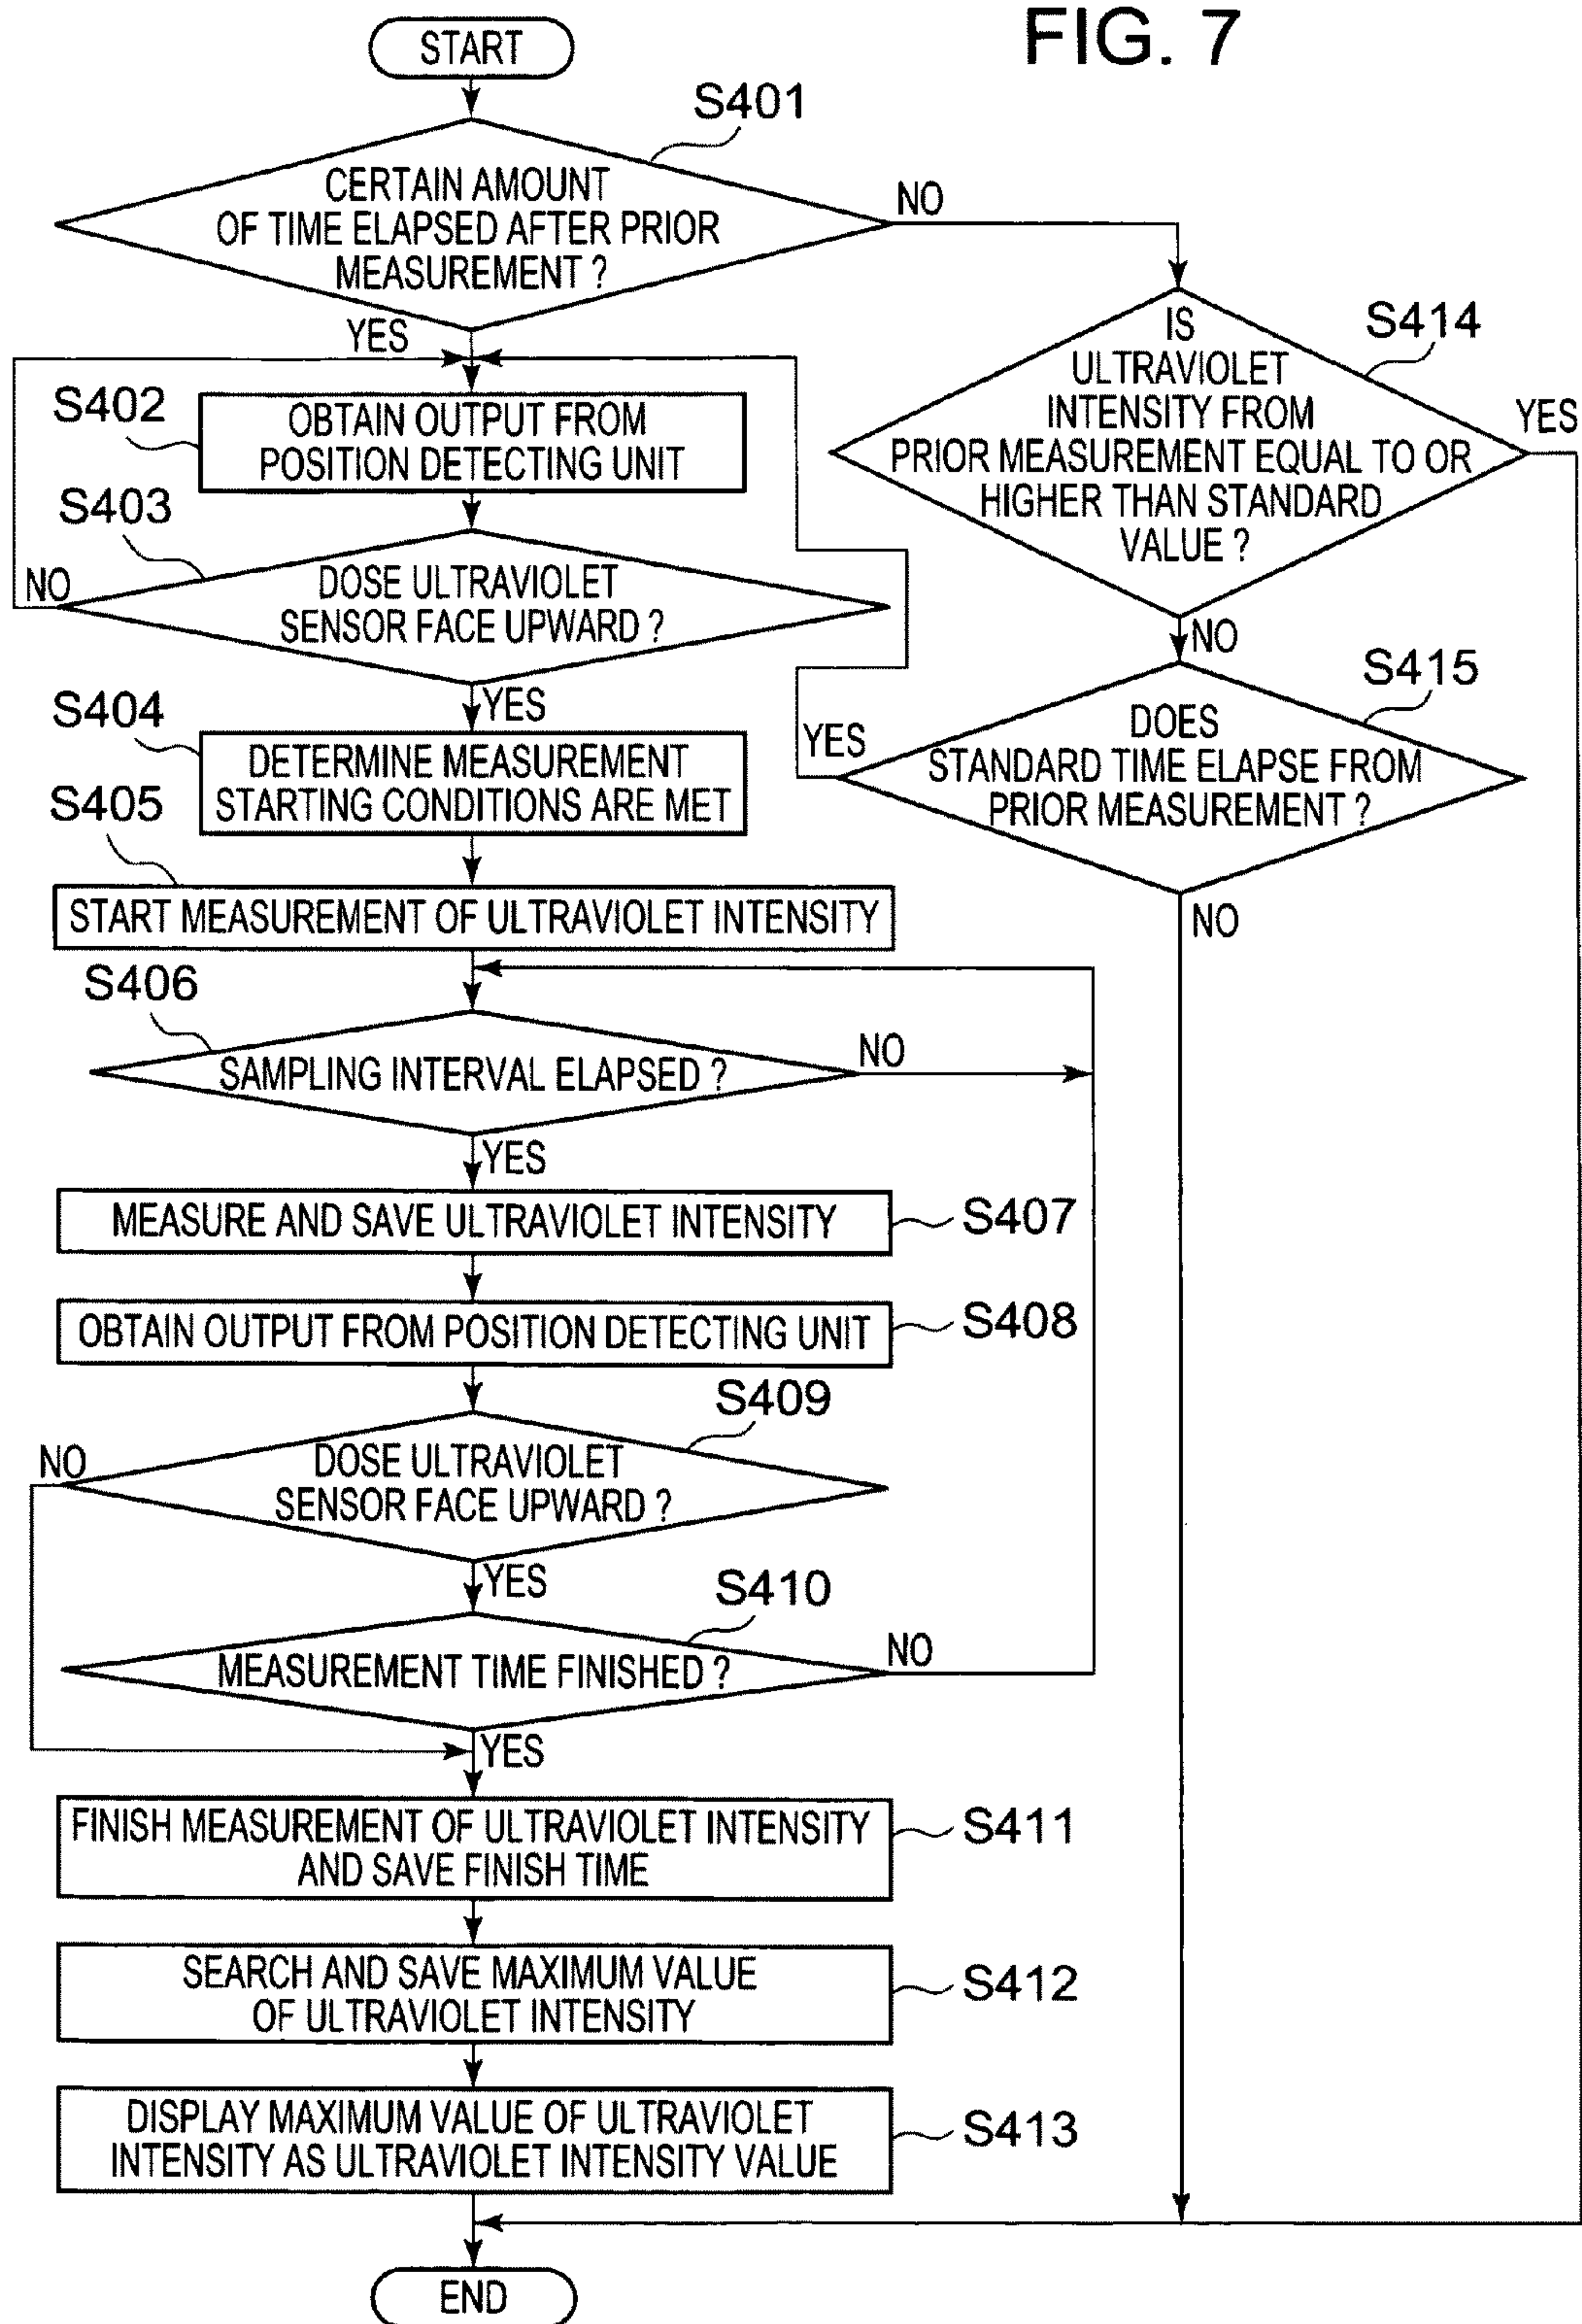 FIG. 7
START
S401
CERTAIN AMOUNT
OF TIME ELAPSED AFTER PRIOR
MEASUREMENT ?
NO
YES
S414
IS
ULTRAVIOLET
INTENSITY FROM
PRIOR MEASUREMENT EQUAL TO OR
HIGHER THAN STANDARD
VALUE ?
YES
NO
S402
OBTAIN OUTPUT FROM
POSITION DETECTING UNIT
S403
DOSE ULTRAVIOLET
SENSOR FACE UPWARD ?
NO
YES
S415
DOES
STANDARD TIME ELAPSE FROM
PRIOR MEASUREMENT ?
YES
NO
S404
DETERMINE MEASUREMENT
STARTING CONDITIONS ARE MET
S405
START MEASUREMENT OF ULTRAVIOLET INTENSITY
S406
SAMPLING INTERVAL ELAPSED ?
NO
YES
MEASURE AND SAVE ULTRAVIOLET INTENSITY
S407
OBTAIN OUTPUT FROM POSITION DETECTING UNIT
S408
S409
DOSE ULTRAVIOLET
SENSOR FACE UPWARD ?
NO
YES
S410
MEASUREMENT TIME FINISHED ?
NO
YES
FINISH MEASUREMENT OF ULTRAVIOLET INTENSITY
AND SAVE FINISH TIME
S411
SEARCH AND SAVE MAXIMUM VALUE
OF ULTRAVIOLET INTENSITY
S412
DISPLAY MAXIMUM VALUE OF ULTRAVIOLET
INTENSITY AS ULTRAVIOLET INTENSITY VALUE
S413
END